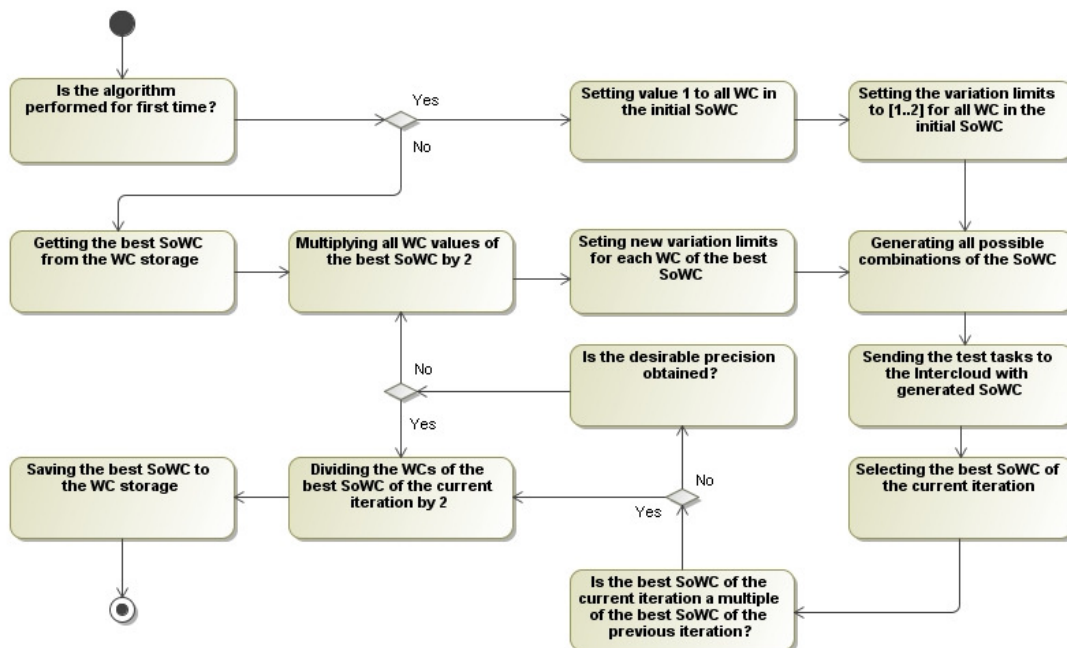 Is the algorithm
performed for first time?
Yes
No
Setting value 1 to all WC in
the initial SoWC
Setting the variation limits
to [1..2] for all WC in the
initial SoWC
Getting the best SoWC
from the WC storage
Multiplying all WC values of
the best SoWC by 2
Seting new variation limits
for each WC of the best
SoWC
Generating all possible
combinations of the SoWC
No
Yes
Is the desirable precision
obtained?
Sending the test tasks to
the Intercloud with
generated SoWC
Saving the best SoWC to
the WC storage
Dividing the WCs of the
best SoWC of the current
iteration by 2
No
Yes
Selecting the best SoWC of
the current iteration
Is the best SoWC of the
current iteration a multiple
of the best SoWC of the
previous iteration?